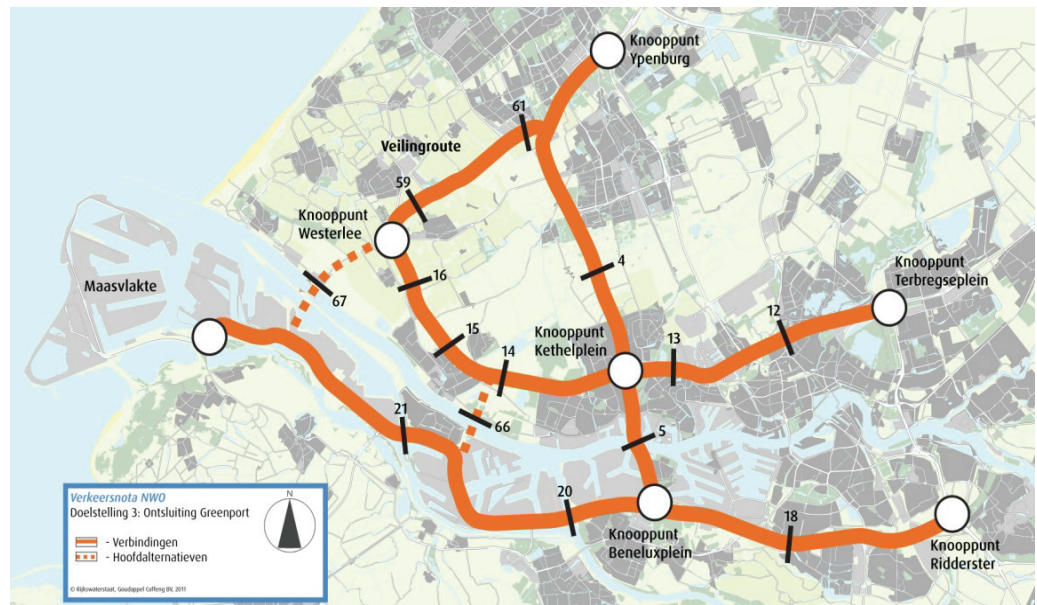 Knooppunt
Ypenburg
61
Veilingroute
59
Knooppunt
Westerlee
4
16
Knooppunt
Terbregseplein
Maasvlakte
67
12
15
Knooppunt
Kethelplein
13
14
21
66
5
20
Knooppunt
Beneluxplein
18
Knooppunt
Ridderster
Verkeersnota NWO
Doelstelling 3: Ontsluiting Greenport
N
- Verbindingen
- Hoofdalternatieven
© Rijkswaterstaat, Goudappel Coffeng BV, 2011